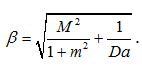 β = √(M²/(1+m²) + 1/Da).